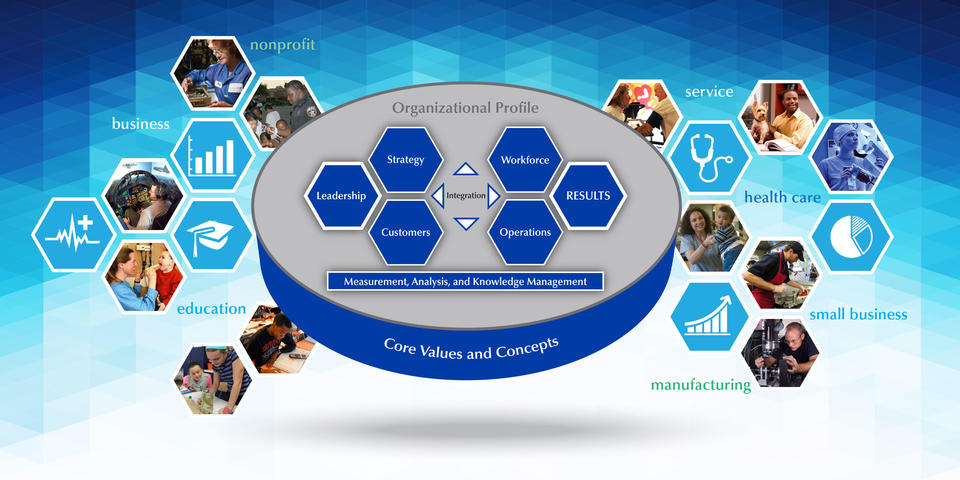 nonprofit
business
education
Organizational Profile
Leadership
Strategy
Customers
Integration
Workforce
Operations
RESULTS
Measurement, Analysis, and Knowledge Management
Core Values and Concepts
service
health care
small business
manufacturing